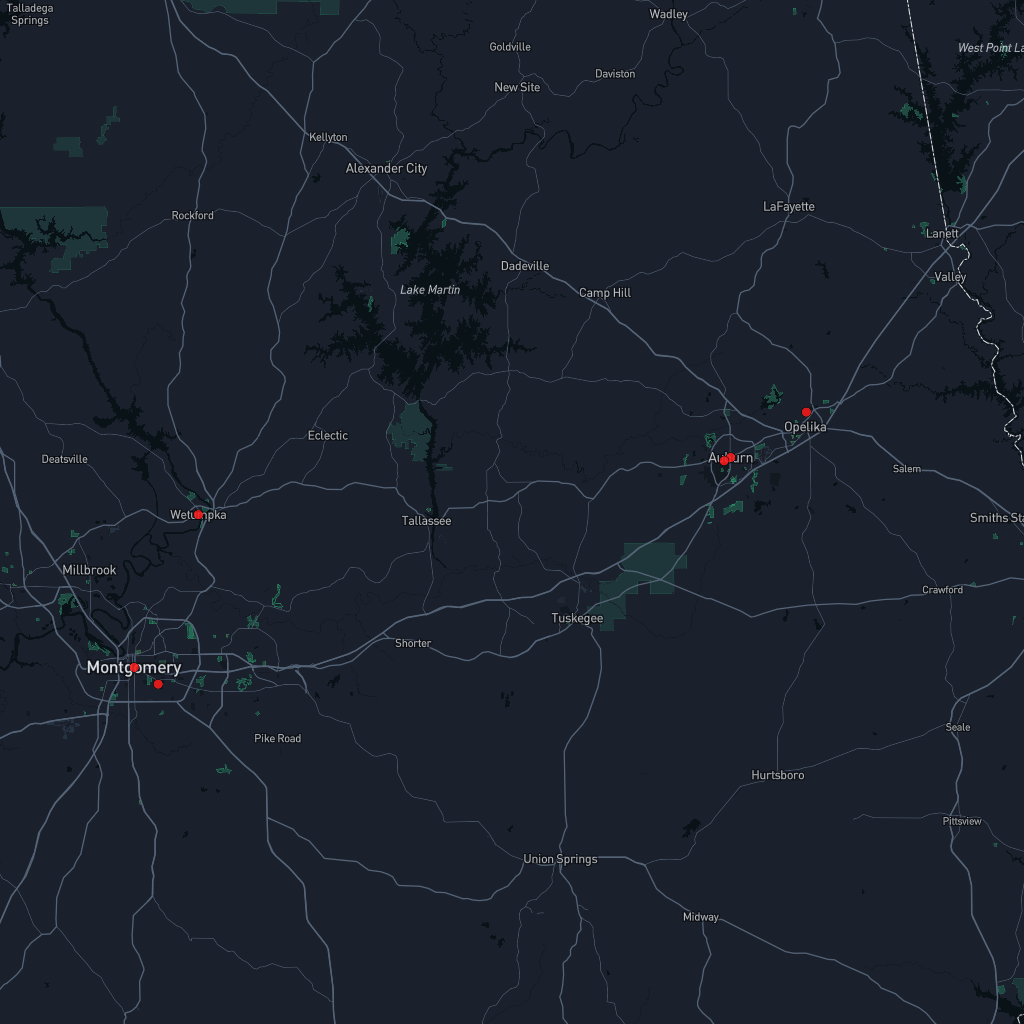 Talladega
Springs
Wadley
Goldville
West Point La
Daviston
New Site
Kellyton
Alexander City
LaFayette
Rockford
Lanett
Dadeville
Valley
Lake Martin
Camp Hill
Opelika
Eclectic
Auburn
Deatsville
Salem
Wetumpka
Tallassee
Smiths Sta
Millbrook
Crawford
Tuskegee
Shorter
Montgomery
Seale
Pike Road
Hurtsboro
Pittsview
Union Springs
Midway